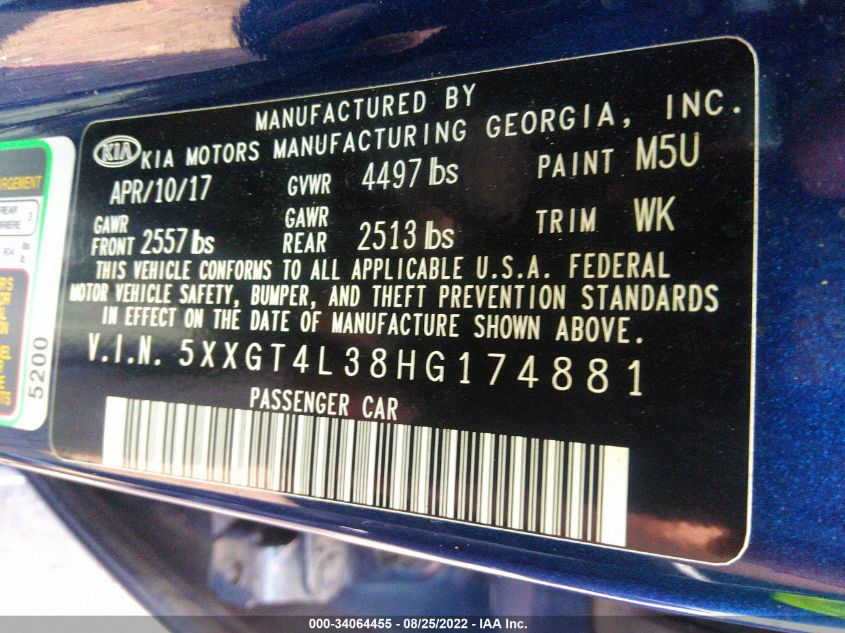 MANUFACTURED BY
KIA KIA MOTORS MANUFACTURING GEORGIA, INC.
APR/10/17 GVWR 4497 lbs PAINT M5U
GAWR FRONT 2557 lbs GAWR REAR 2513 lbs TRIM WK
THIS VEHICLE CONFORMS TO ALL APPLICABLE U.S.A. FEDERAL
MOTOR VEHICLE SAFETY, BUMPER, AND THEFT PREVENTION STANDARDS
IN EFFECT ON THE DATE OF MANUFACTURE SHOWN ABOVE.
V.I.N. 5XXGT4L38HG174881
PASSENGER CAR
REAR 3
5200
000-34064455 - 08/25/2022 - IAA Inc.